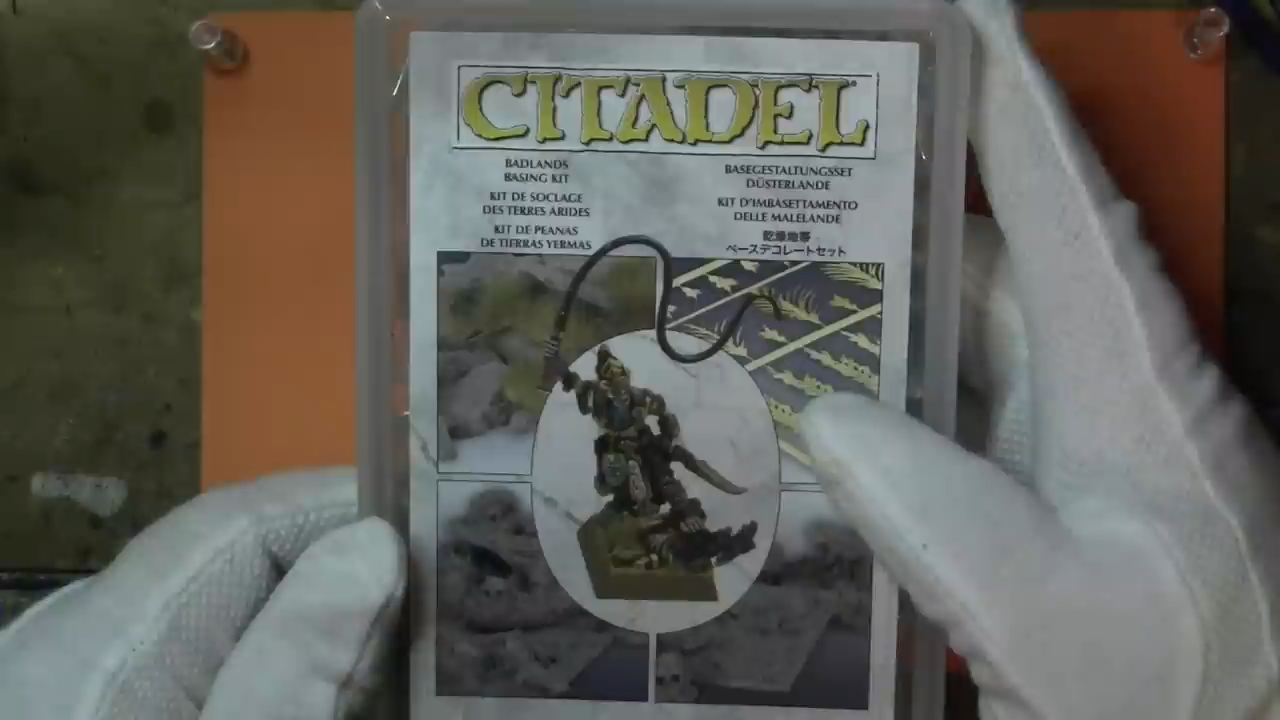 CITADEL
BADLANDS
BASING KIT
KIT DE SOCLAGE
DES TERRES ARIDES
KIT DE PEANAS
DE TIERRAS YERMAS
BASEGESTALTUNGSSET
DÜSTERLANDE
KIT D'IMBASETTAMENTO
DELLE MALELANDE
乾燥地帯
ベースデコレートセット